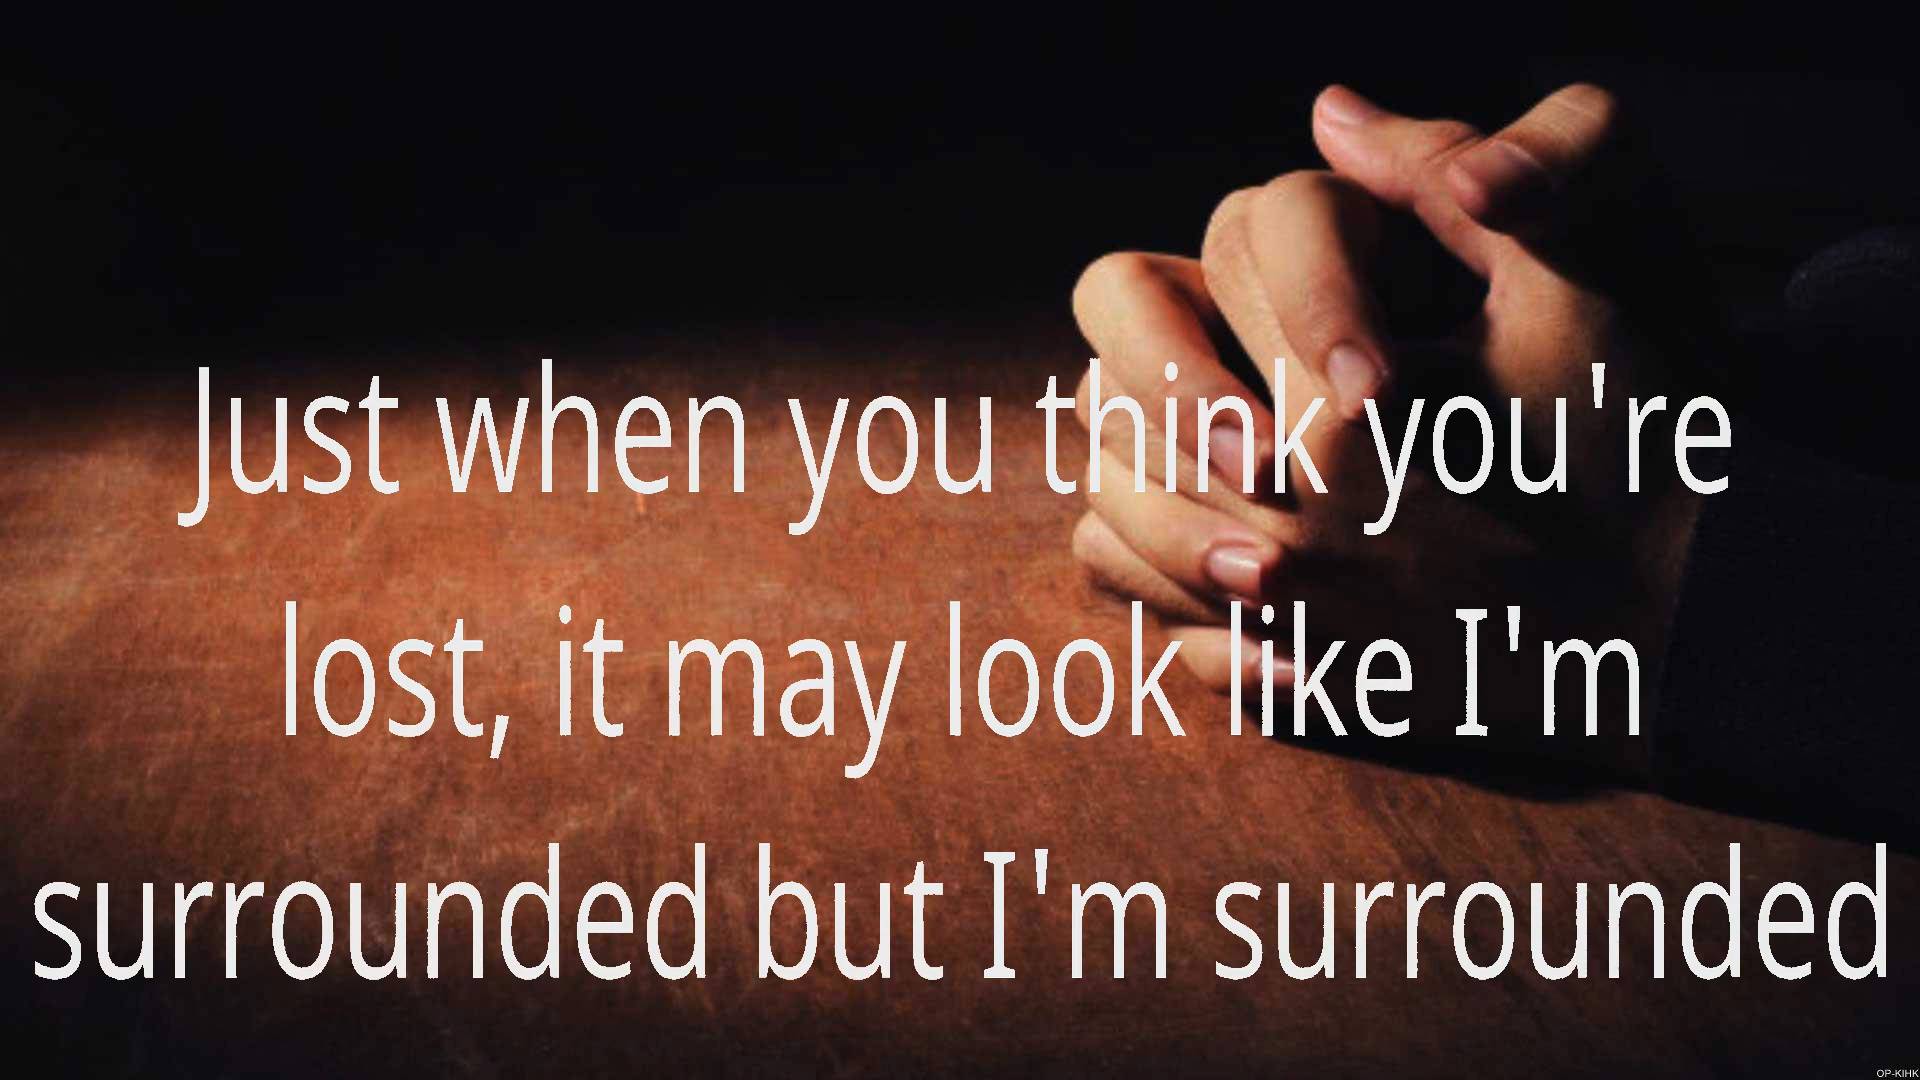 Just when you think you're
lost, it may look like I'm
surrounded but I'm surrounded
OP-KIHK